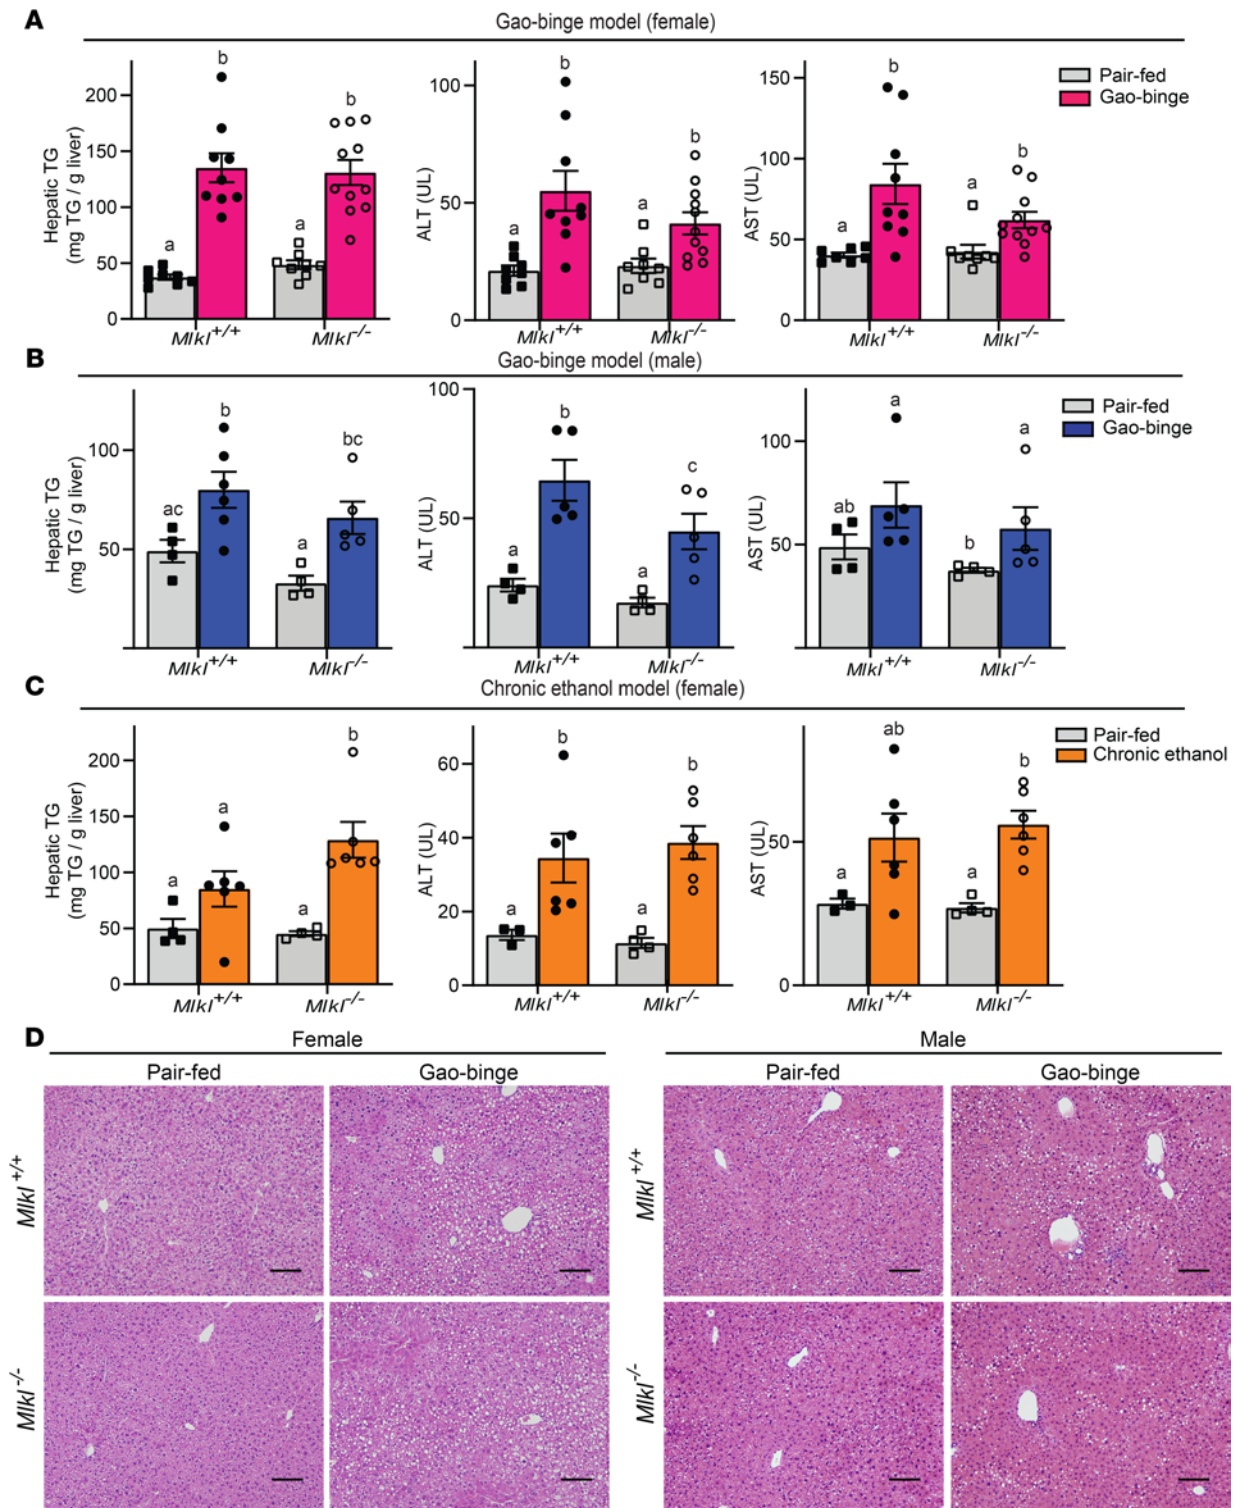 A
Gao-binge model (female)
Hepatic TG
(mg TG / g liver)
200
150
100
50
0
a
b
a
b
Mlkl+/+
Mlkl-/-
ALT (UL)
100
50
0
a
b
a
b
Mlkl+/+
Mlkl-/-
AST (UL)
150
100
50
0
a
b
a
b
Mlkl+/+
Mlkl-/-
Pair-fed
Gao-binge
B
Gao-binge model (male)
Hepatic TG
(mg TG / g liver)
100
50
ac
b
a
bc
Mlkl+/+
Mlkl-/-
ALT (UL)
100
50
a
b
a
c
Mlkl+/+
Mlkl-/-
AST (UL)
100
50
ab
a
b
a
Mlkl+/+
Mlkl-/-
Pair-fed
Gao-binge
C
Chronic ethanol model (female)
Hepatic TG
(mg TG / g liver)
200
150
100
50
0
a
a
a
b
Mlkl+/+
Mlkl-/-
ALT (UL)
60
40
20
0
a
b
a
b
Mlkl+/+
Mlkl-/-
AST (UL)
50
0
a
ab
a
b
Mlkl+/+
Mlkl-/-
Pair-fed
Chronic ethanol
D
Female
Male
Pair-fed
Gao-binge
Pair-fed
Gao-binge
Mlkl+/+
Mlkl+/+
Mlkl-/-
Mlkl-/-